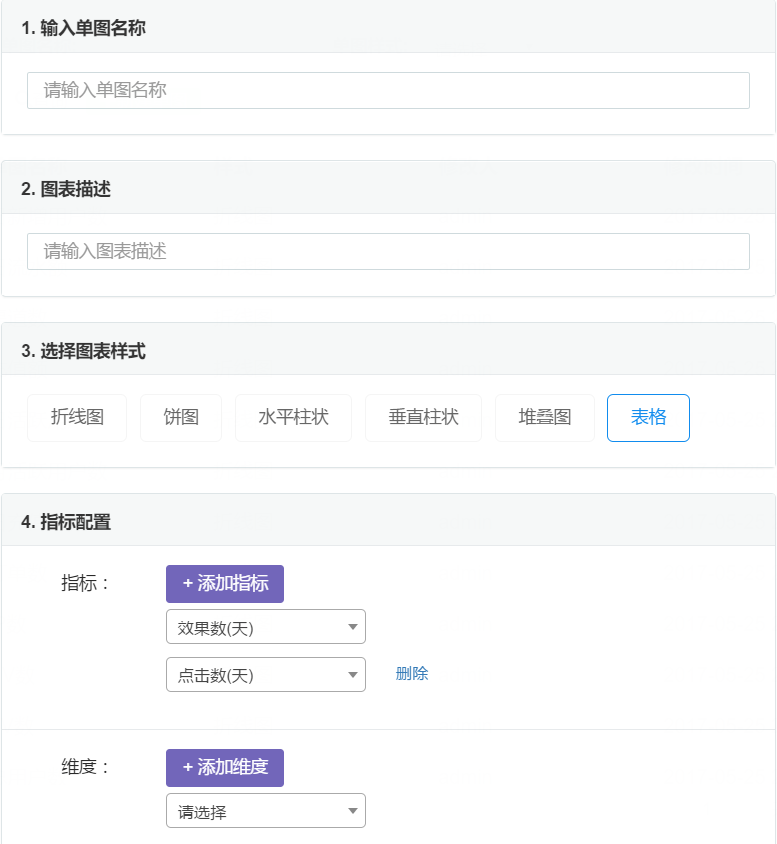 1. 输入单图名称
请输入单图名称
2. 图表描述
请输入图表描述
3. 选择图表样式
折线图 饼图 水平柱状 垂直柱状 堆叠图 表格
4. 指标配置
指标： + 添加指标
效果数(天)
点击数(天) 删除
维度： + 添加维度
请选择